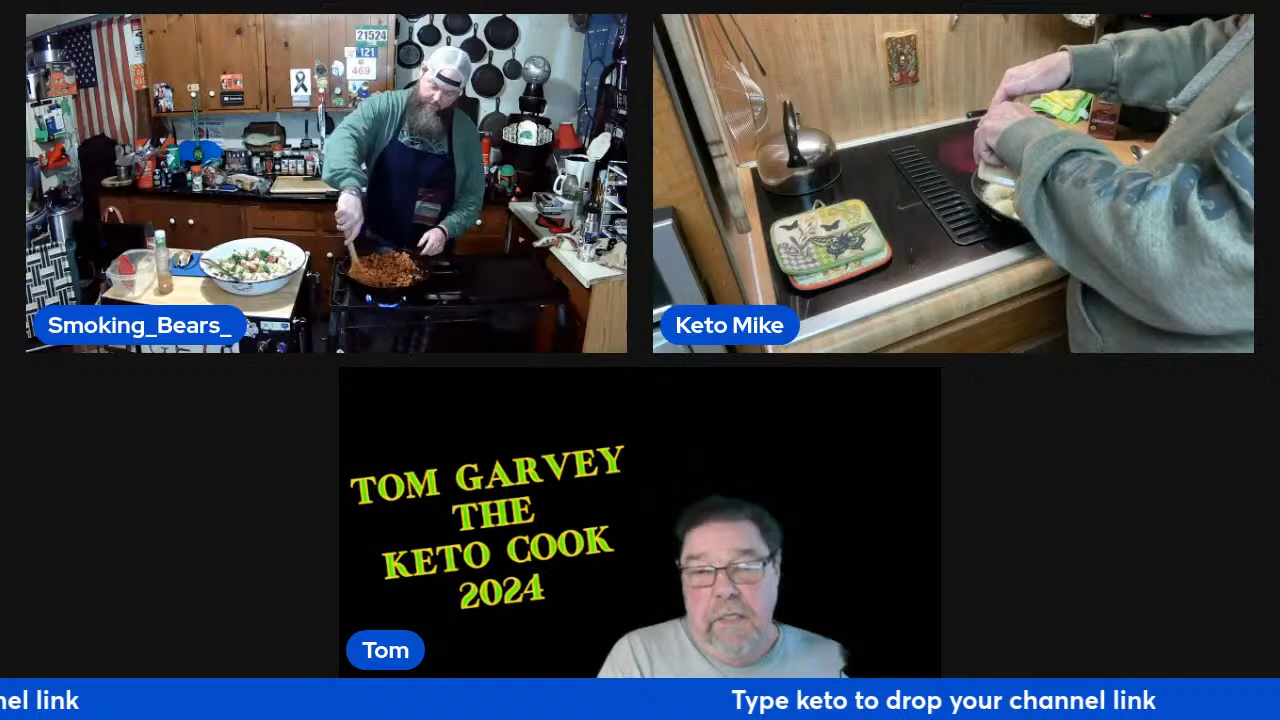 21524
121
469
Smoking_Bears_
Keto Mike
TOM GARVEY
THE
KETO COOK
2024
Tom
nel link
Type keto to drop your channel link